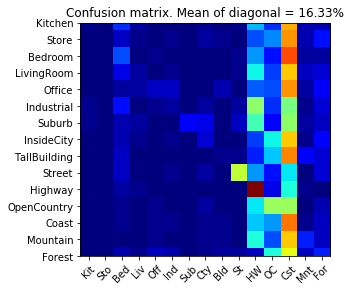 Confusion matrix. Mean of diagonal = 16.33%
Kitchen
Store
Bedroom
LivingRoom
Office
Industrial
Suburb
InsideCity
TallBuilding
Street
Highway
OpenCountry
Coast
Mountain
Forest
Kit Sto Bed Liv Off Ind Sub Cty Bld St HW OC Cst Mnt For